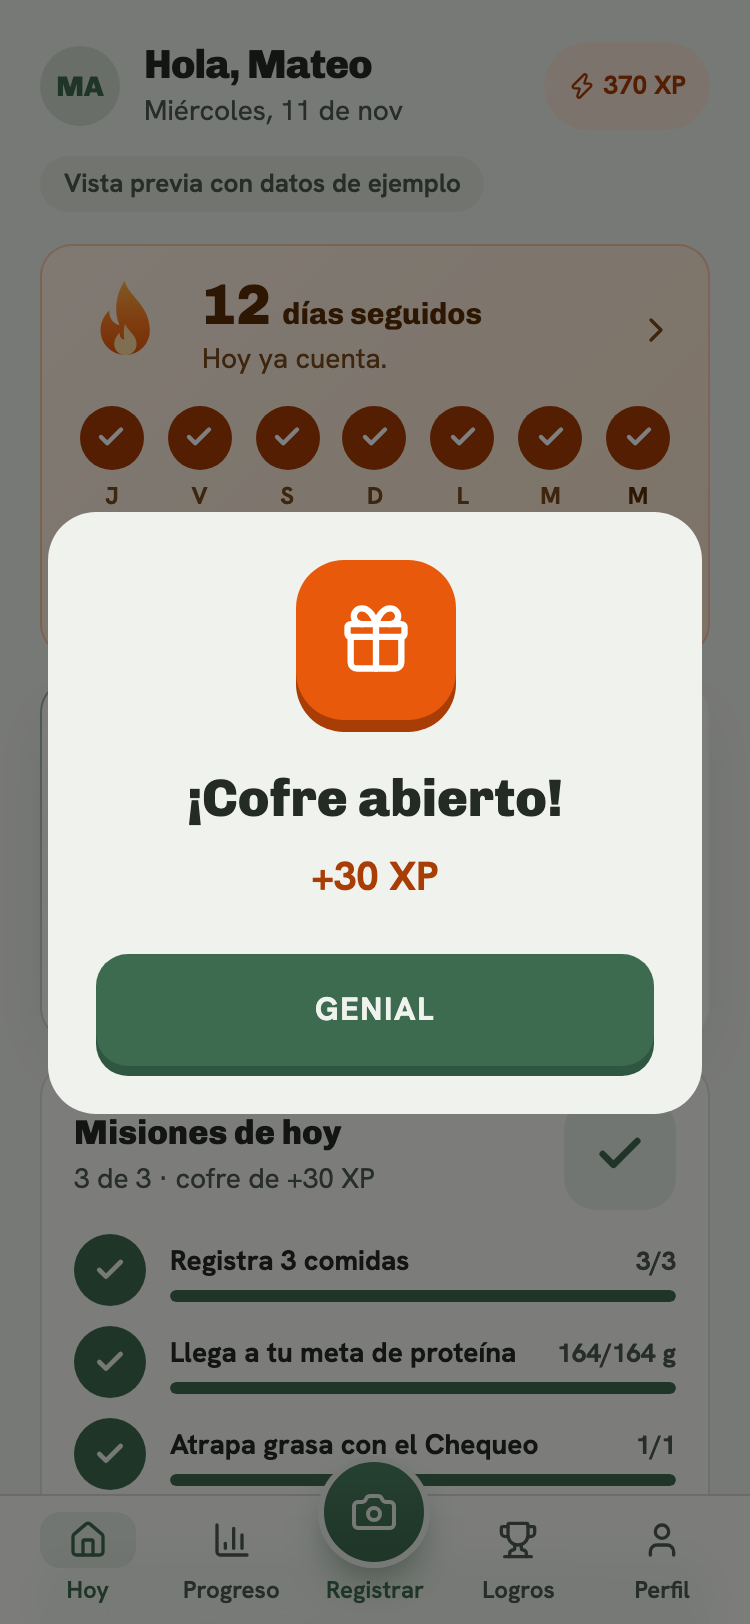 MA
Hola, Mateo
Miércoles, 11 de nov
370 XP
Vista previa con datos de ejemplo
12 días seguidos
Hoy ya cuenta.
J V S D L M M
¡Cofre abierto!
+30 XP
GENIAL
Misiones de hoy
3 de 3 · cofre de +30 XP
Registra 3 comidas 3/3
Llega a tu meta de proteína 164/164 g
Atrapa grasa con el Chequeo 1/1
Hoy Progreso Registrar Logros Perfil